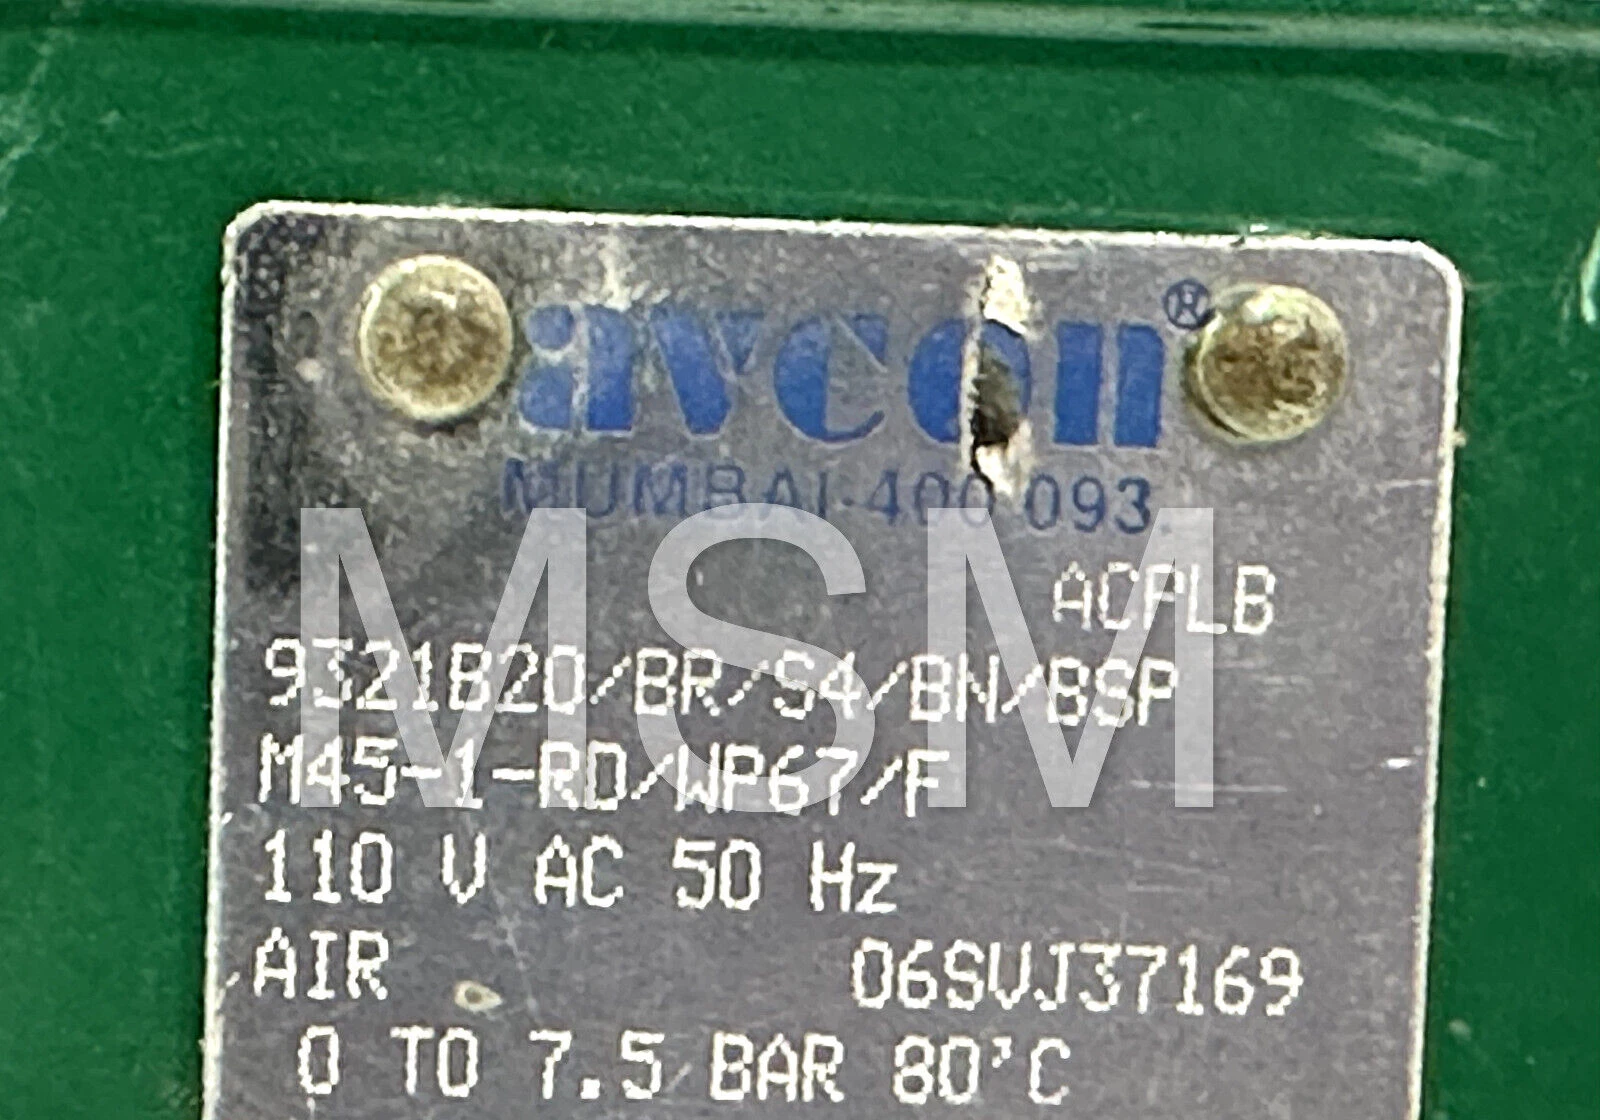 avcon®
MUMBAI-400 093.
ACPLB
9321B20/BR/S4/BN/BSP
M45-1-RD/WP67/F
110 V AC 50 Hz
AIR 06SVJ37169
0 TO 7.5 BAR 80'C
MSM